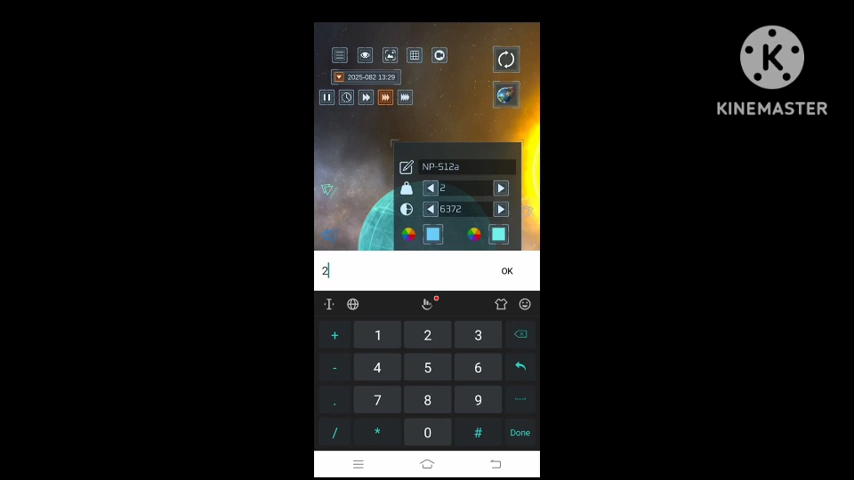 K
KINEMASTER
2025-082 13:29
NP-512a
2
6372
2
OK
+ 1 2 3
- 4 5 6
. 7 8 9
/ * 0 # Done